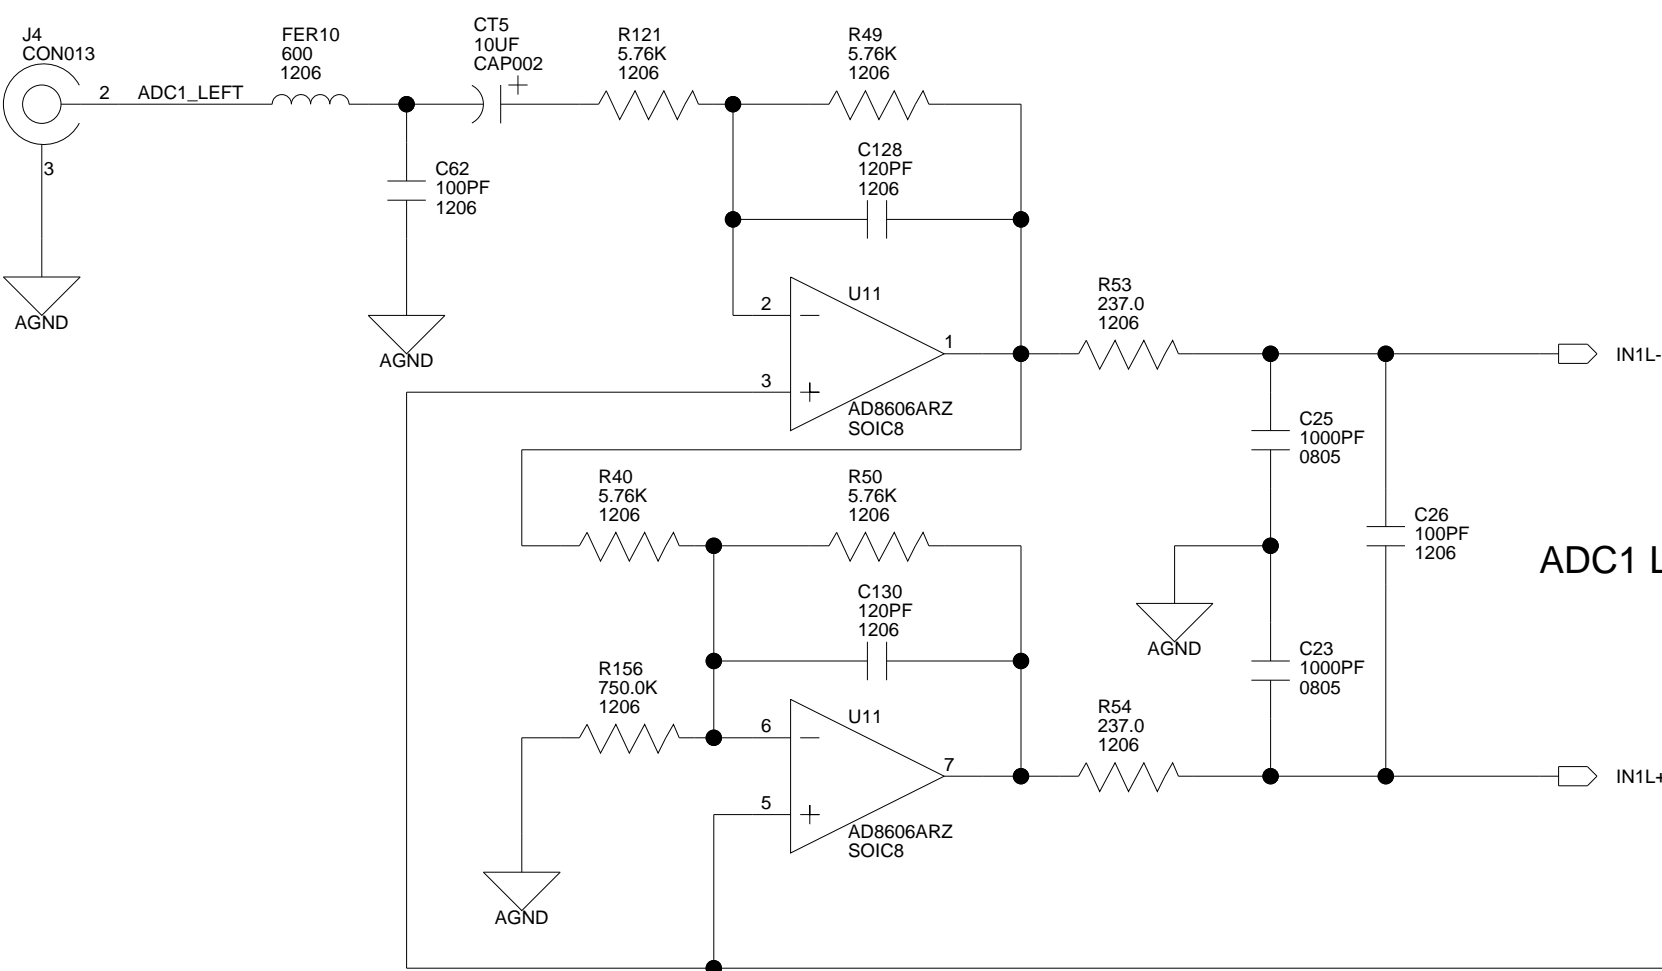 J4
CON013
2
ADC1_LEFT
3
AGND
FER10
600
1206
CT5
10UF
CAP002
+
C62
100PF
1206
AGND
R121
5.76K
1206
R49
5.76K
1206
C128
120PF
1206
U11
2
3
1
AD8606ARZ
SOIC8
R53
237.0
1206
IN1L-
C25
1000PF
0805
C26
100PF
1206
ADC1 L
AGND
C23
1000PF
0805
R40
5.76K
1206
R50
5.76K
1206
C130
120PF
1206
R156
750.0K
1206
AGND
U11
6
5
7
AD8606ARZ
SOIC8
R54
237.0
1206
IN1L+